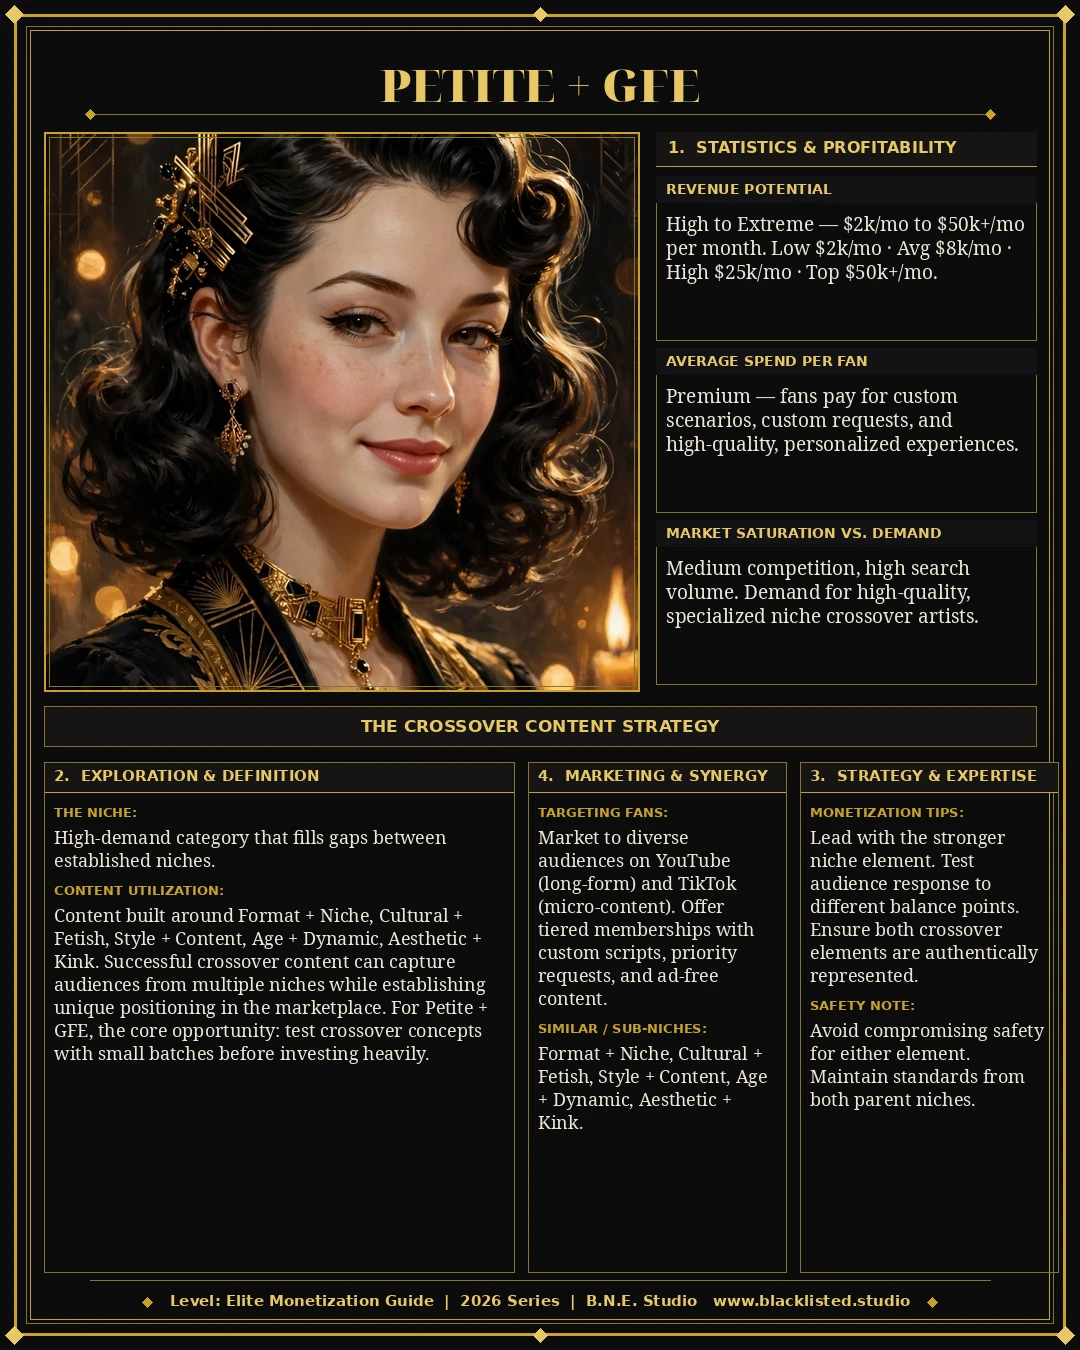 PETITE + GFE
1. STATISTICS & PROFITABILITY
REVENUE POTENTIAL
High to Extreme — $2k/mo to $50k+/mo
per month. Low $2k/mo · Avg $8k/mo ·
High $25k/mo · Top $50k+/mo.
AVERAGE SPEND PER FAN
Premium — fans pay for custom
scenarios, custom requests, and
high-quality, personalized experiences.
MARKET SATURATION VS. DEMAND
Medium competition, high search
volume. Demand for high-quality,
specialized niche crossover artists.
THE CROSSOVER CONTENT STRATEGY
2. EXPLORATION & DEFINITION
THE NICHE:
High-demand category that fills gaps between
established niches.
CONTENT UTILIZATION:
Content built around Format + Niche, Cultural +
Fetish, Style + Content, Age + Dynamic, Aesthetic +
Kink. Successful crossover content can capture
audiences from multiple niches while establishing
unique positioning in the marketplace. For Petite +
GFE, the core opportunity: test crossover concepts
with small batches before investing heavily.
4. MARKETING & SYNERGY
TARGETING FANS:
Market to diverse
audiences on YouTube
(long-form) and TikTok
(micro-content). Offer
tiered memberships with
custom scripts, priority
requests, and ad-free
content.
SIMILAR / SUB-NICHES:
Format + Niche, Cultural +
Fetish, Style + Content, Age
+ Dynamic, Aesthetic +
Kink.
3. STRATEGY & EXPERTISE
MONETIZATION TIPS:
Lead with the stronger
niche element. Test
audience response to
different balance points.
Ensure both crossover
elements are authentically
represented.
SAFETY NOTE:
Avoid compromising safety
for either element.
Maintain standards from
both parent niches.
Level: Elite Monetization Guide | 2026 Series | B.N.E. Studio www.blacklisted.studio